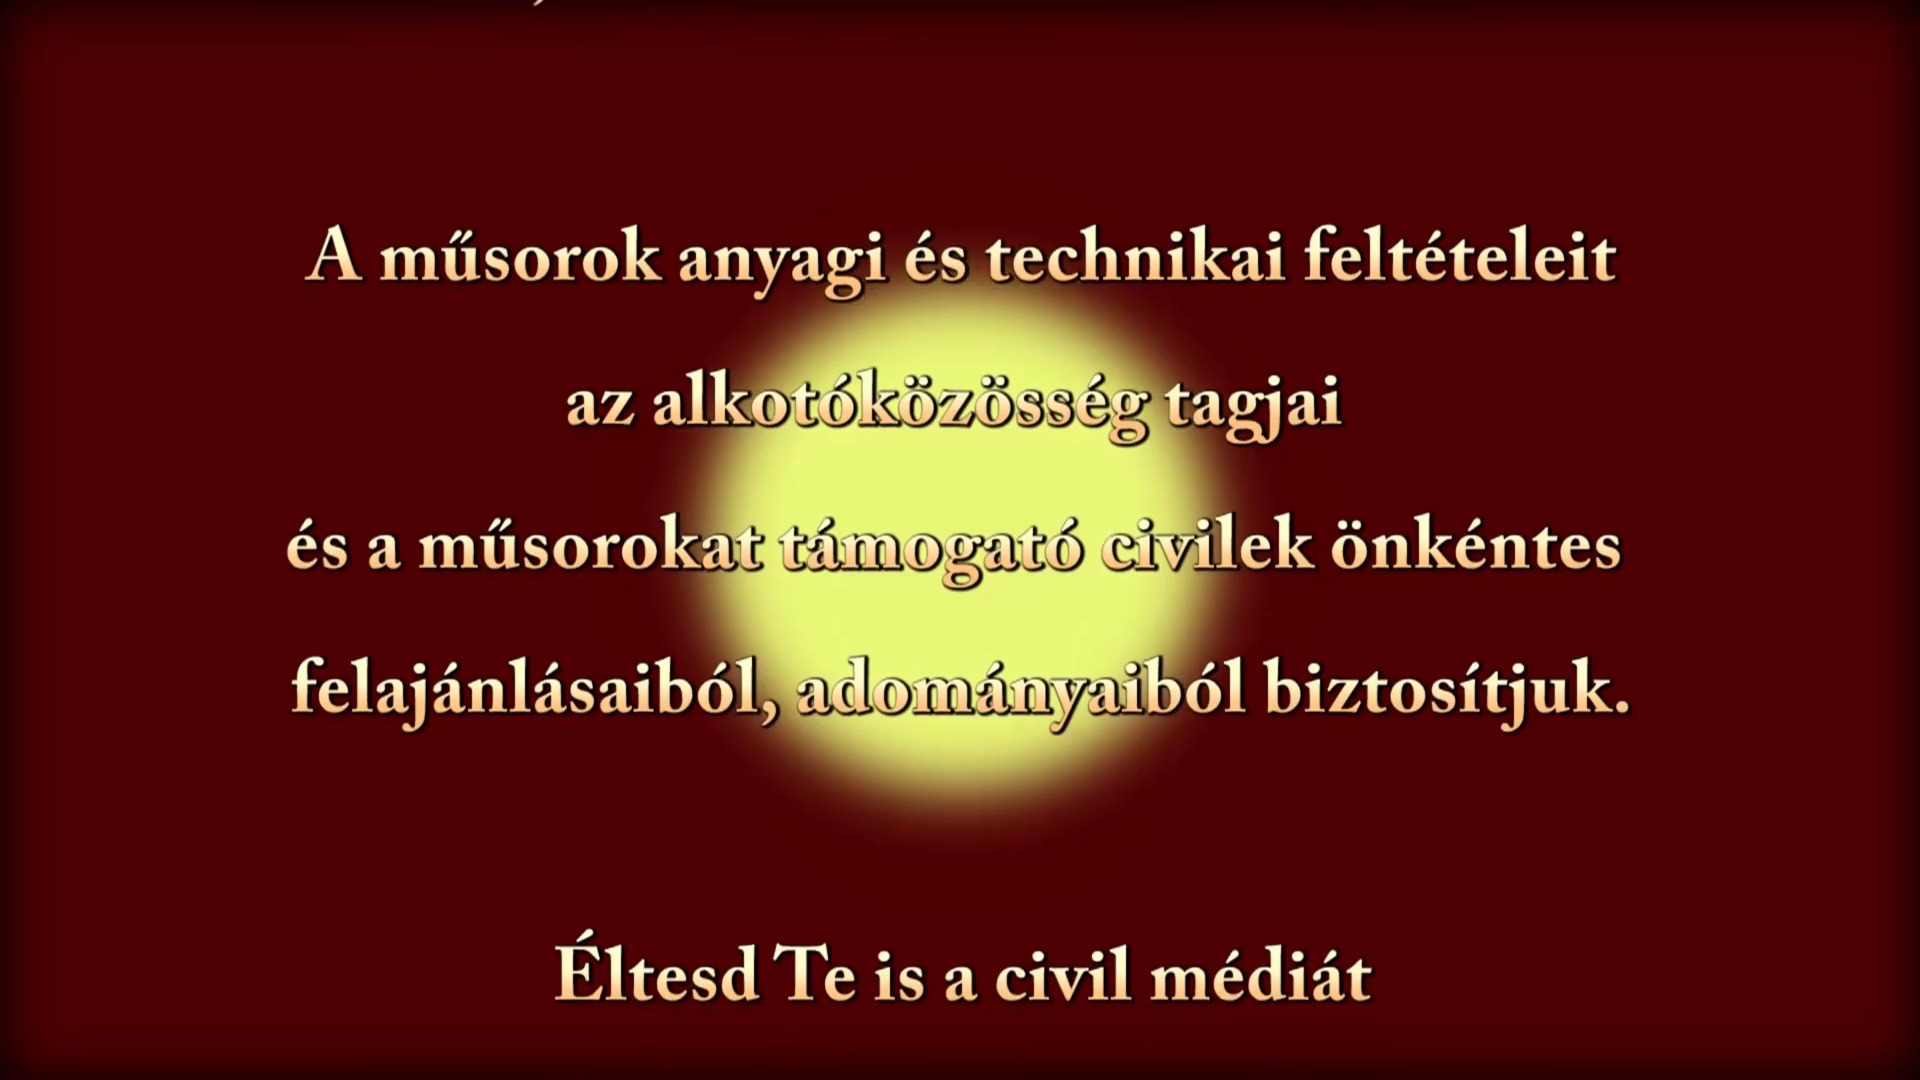 A műsorok anyagi és technikai feltételeit
az alkotóközösség tagjai
és a műsorokat támogató civilek önkéntes
felajánlásaiból, adományaiból biztosítjuk.
Éltesd Te is a civil médiát